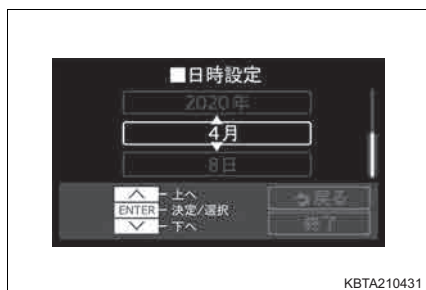 ■日時設定
2020年
4月
8日
上へ
ENTER 決定/選択
下へ
戻る
終了
KBTA210431